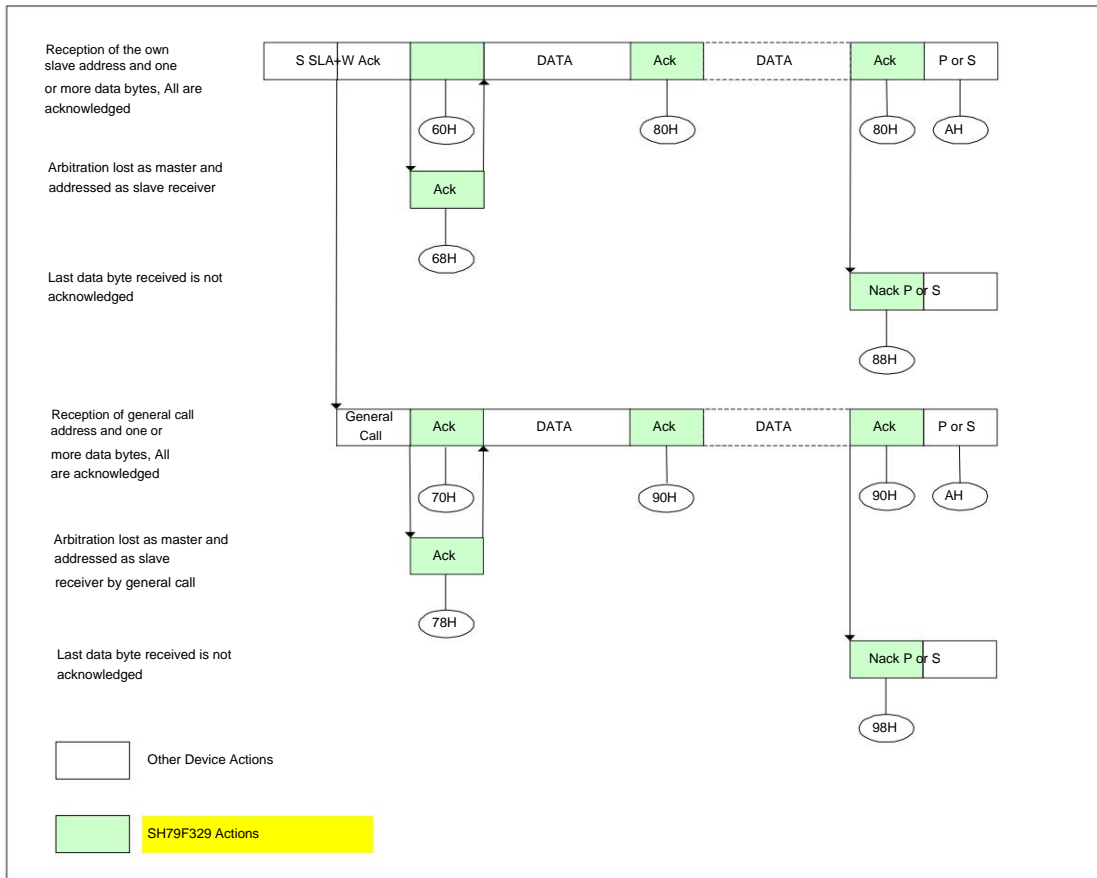 Reception of the own
slave address and one
or more data bytes, All are
acknowledged
S SLA+W Ack
DATA
Ack
DATA
Ack
P or S
60H
80H
80H
AH
Arbitration lost as master and
addressed as slave receiver
Ack
68H
Last data byte received is not
acknowledged
Nack P or S
88H
Reception of general call
address and one or
more data bytes, All
are acknowledged
General
Call
Ack
DATA
Ack
DATA
Ack
P or S
70H
90H
90H
AH
Arbitration lost as master and
addressed as slave
receiver by general call
Ack
78H
Last data byte received is not
acknowledged
Nack P or S
98H
Other Device Actions
SH79F329 Actions